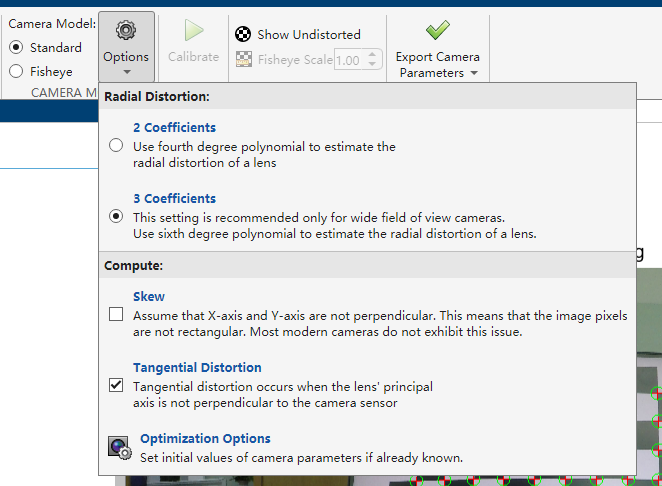 Camera Model:
Standard
Fisheye
CAMERA M
Options
Calibrate
Show Undistorted
Fisheye Scale 1.00
Export Camera
Parameters
Radial Distortion:
2 Coefficients
Use fourth degree polynomial to estimate the
radial distortion of a lens
3 Coefficients
This setting is recommended only for wide field of view cameras.
Use sixth degree polynomial to estimate the radial distortion of a lens.
Compute:
Skew
Assume that X-axis and Y-axis are not perpendicular. This means that the image pixels
are not rectangular. Most modern cameras do not exhibit this issue.
Tangential Distortion
Tangential distortion occurs when the lens' principal
axis is not perpendicular to the camera sensor
Optimization Options
Set initial values of camera parameters if already known.
g